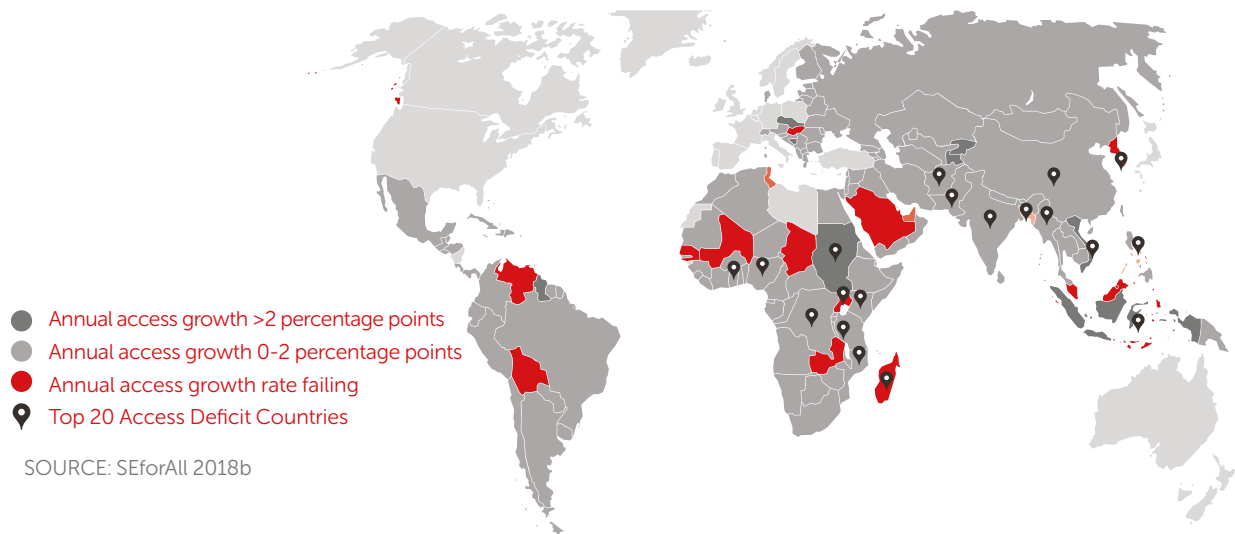 Annual access growth >2 percentage points
Annual access growth 0-2 percentage points
Annual access growth rate failing
Top 20 Access Deficit Countries
SOURCE: SEforAll 2018b